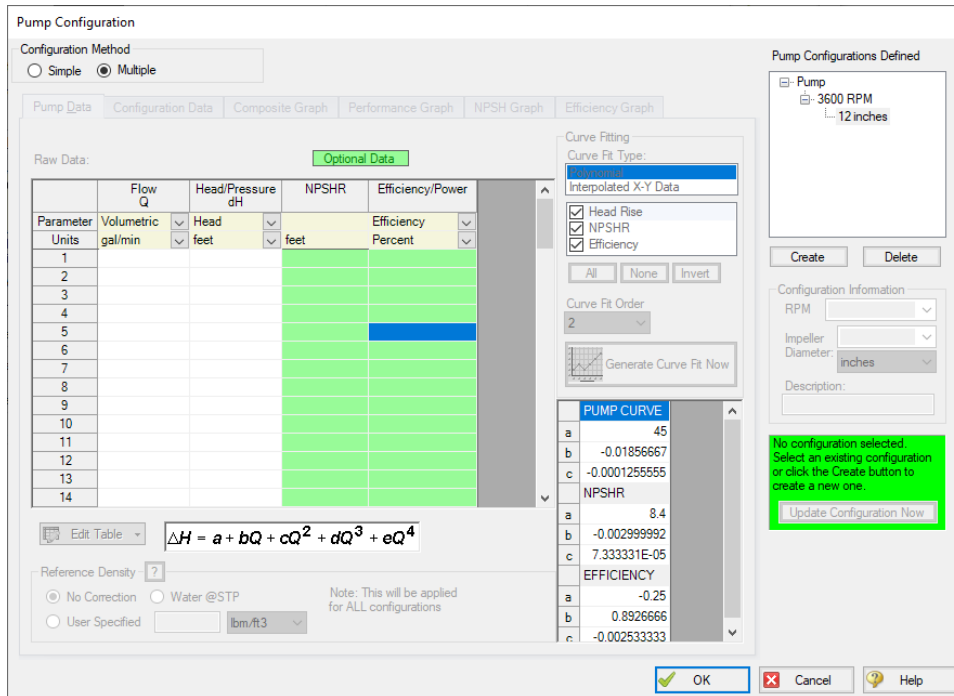 Pump Configuration
Configuration Method
Simple Multiple
Pump Data Configuration Data Composite Graph Performance Graph NPSH Graph Efficiency Graph
Raw Data: Optional Data
Flow Q Head/Pressure dH NPSHR Efficiency/Power
Parameter Volumetric Head Efficiency
Units gal/min feet feet Percent
1
2
3
4
5
6
7
8
9
10
11
12
13
14
Edit Table
ΔH = a + bQ + cQ² + dQ³ + eQ⁴
Reference Density ?
No Correction Water @STP
User Specified lbm/ft3
Note: This will be applied
for ALL configurations
Curve Fitting
Curve Fit Type:
Polynomial
Interpolated X-Y Data
Head Rise
NPSHR
Efficiency
All None Invert
Curve Fit Order
2
Generate Curve Fit Now
PUMP CURVE
a 45
b -0.01856667
c -0.0001255555
NPSHR
a 8.4
b -0.002999992
c 7.333331E-05
EFFICIENCY
a -0.25
b 0.8926666
c -0.002533333
Pump Configurations Defined
Pump
3600 RPM
12 inches
Create Delete
Configuration Information
RPM
Impeller
Diameter: inches
Description:
No configuration selected.
Select an existing configuration
or click the Create button to
create a new one.
Update Configuration Now
OK Cancel Help